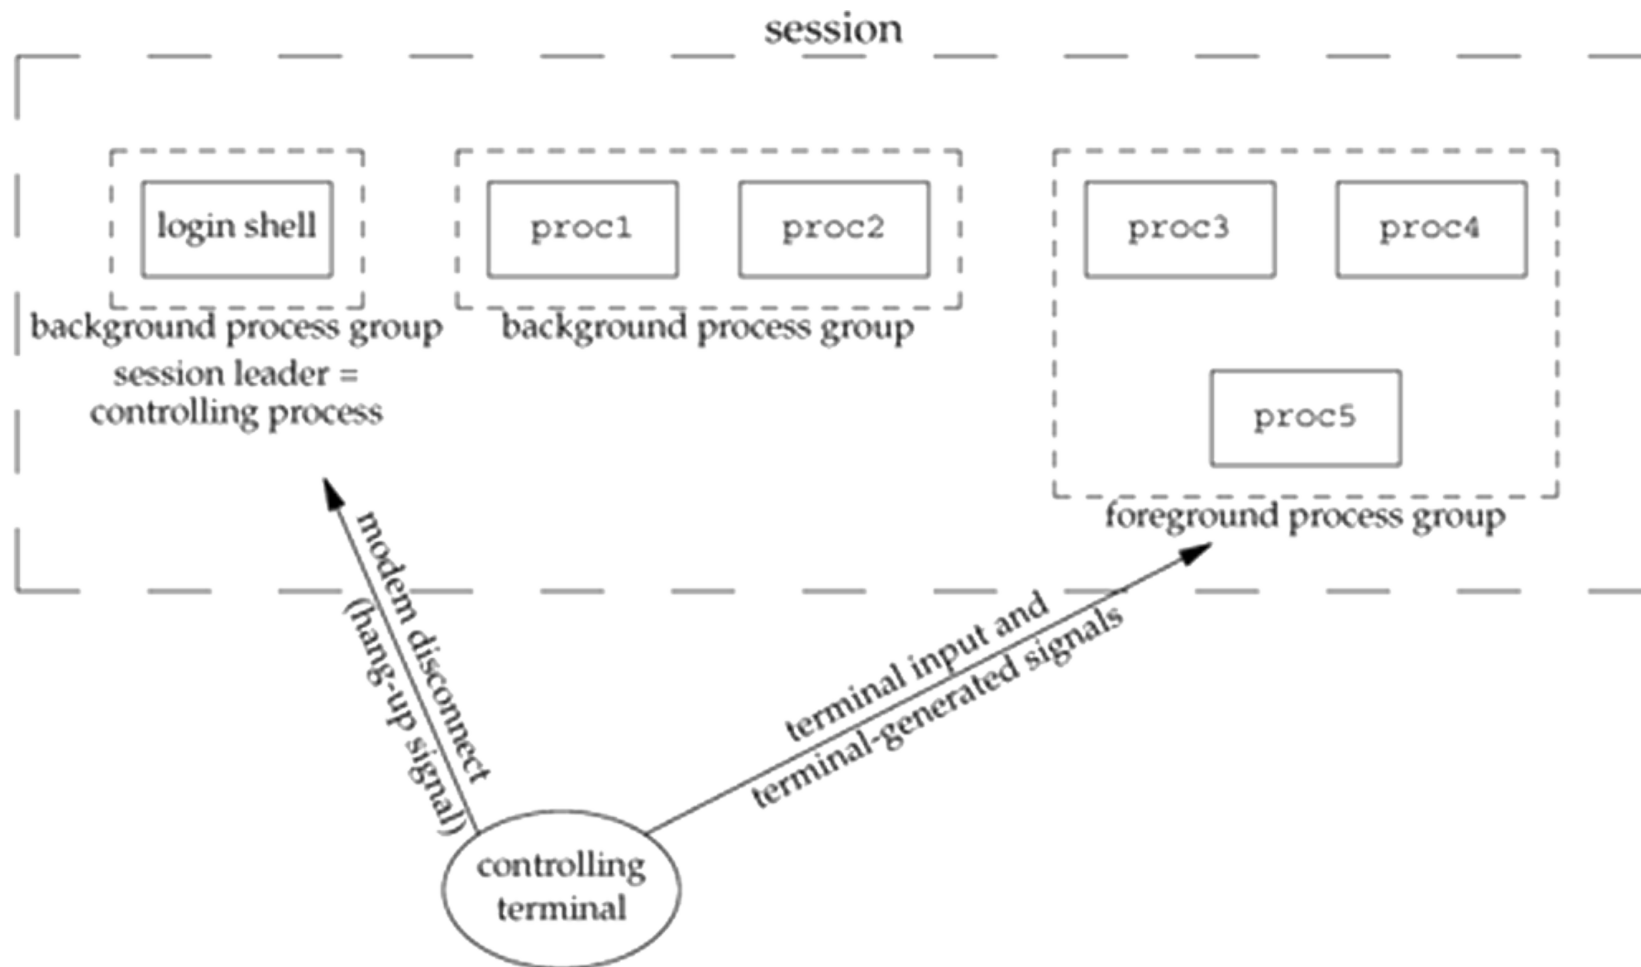 session
login shell
proc1
proc2
proc3
proc4
background process group
session leader =
controlling process
background process group
proc5
foreground process group
modem disconnect
(hang-up signal)
terminal input and
terminal-generated signals
controlling
terminal